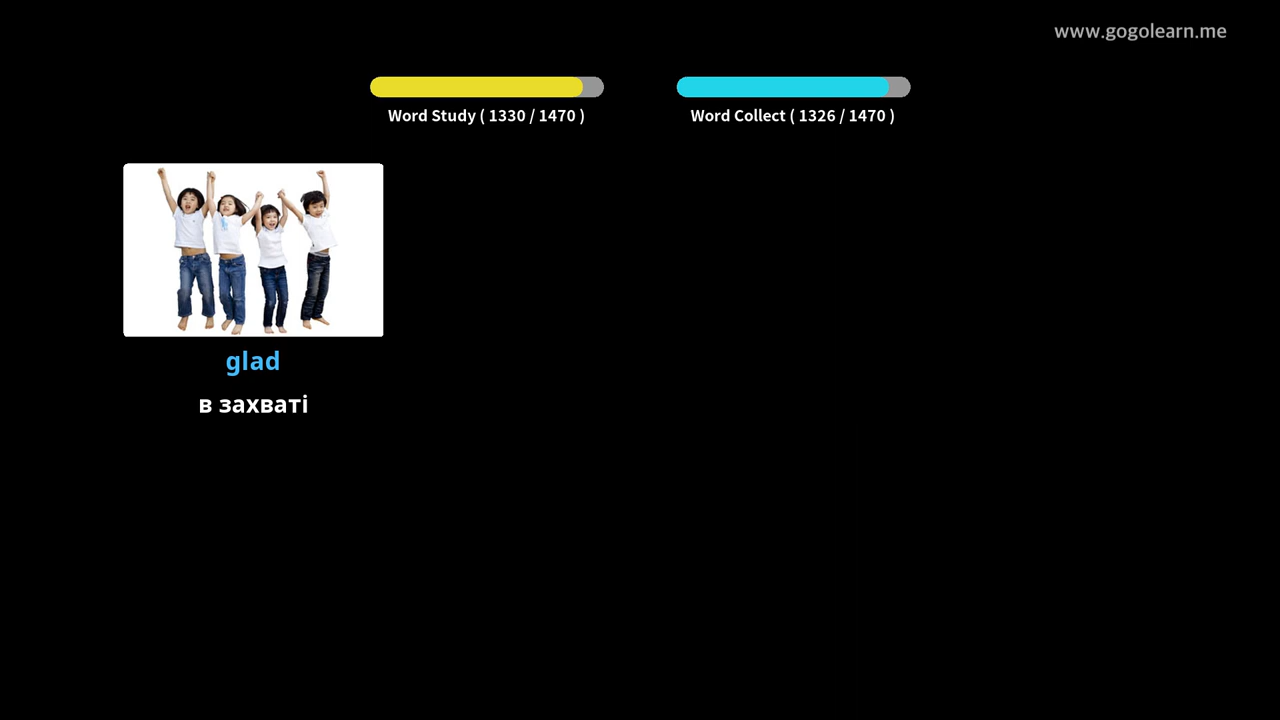 www.gogolearn.me
Word Study ( 1330 / 1470 )
Word Collect ( 1326 / 1470 )
glad
в захваті